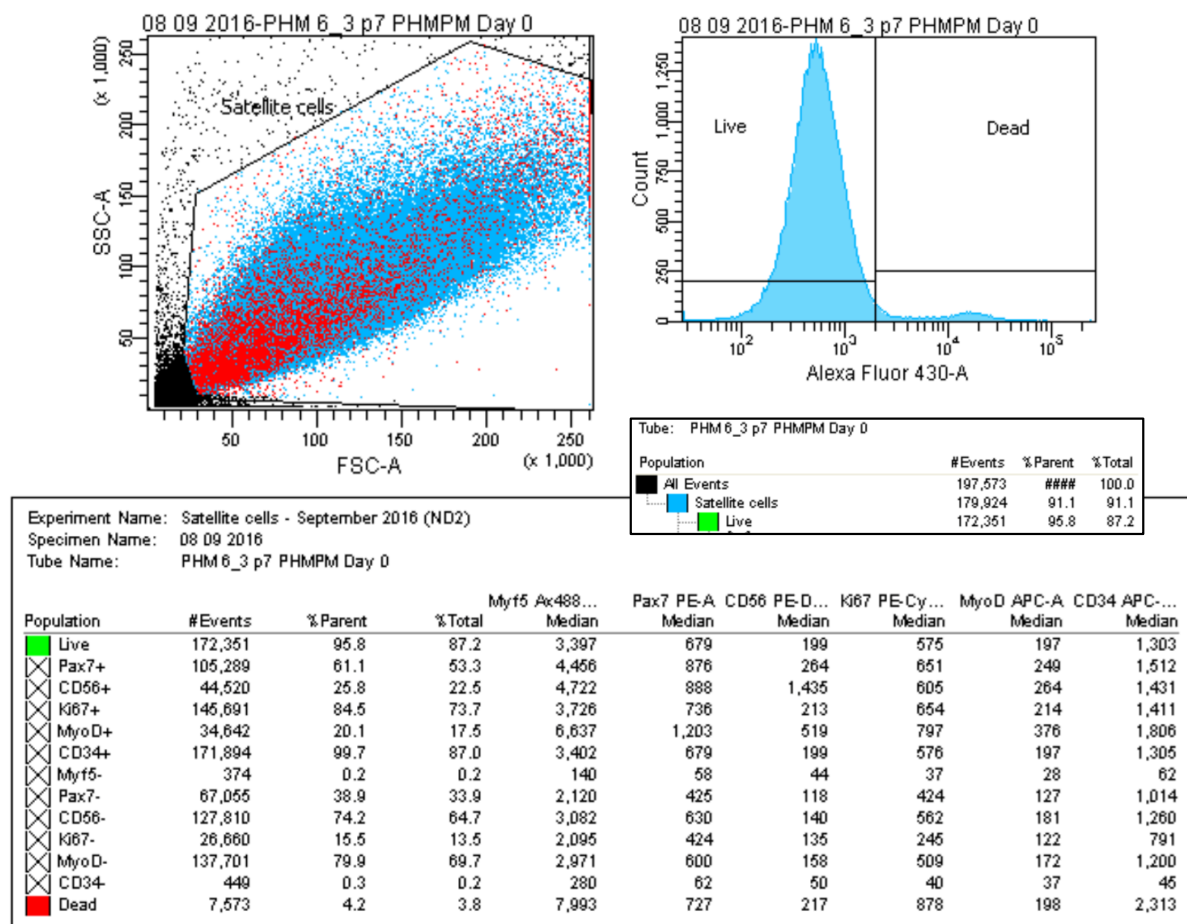 08 09 2016-PHM 6_3 p7 PHMPM Day 0
(x 1,000)
250
200
150
100
50
SSC-A
Satellite cells
50 100 150 200 250
FSC-A
(x 1,000)
08 09 2016-PHM 6_3 p7 PHMPM Day 0
Count
1,250
1,000
750
500
250
0
Live
Dead
10^2 10^3 10^4 10^5
Alexa Fluor 430-A
Tube: PHM 6_3 p7 PHMPM Day 0
Population #Events %Parent %Total
All Events 197,573 #### 100.0
Satellite cells 179,924 91.1 91.1
Live 172,351 95.8 87.2
Experiment Name: Satellite cells - September 2016 (ND2)
Specimen Name: 08 09 2016
Tube Name: PHM 6_3 p7 PHMPM Day 0
Myf5 Ax488... Pax7 PE-A CD56 PE-D... Ki67 PE-Cy... MyoD APC-A CD34 APC-...
Population #Events %Parent %Total Median Median Median Median Median Median
Live 172,351 95.8 87.2 3,397 679 199 575 197 1,303
Pax7+ 105,289 61.1 53.3 4,456 876 264 651 249 1,512
CD56+ 44,520 25.8 22.5 4,722 888 1,435 605 264 1,431
Ki67+ 145,691 84.5 73.7 3,726 736 213 654 214 1,411
MyoD+ 34,642 20.1 17.5 6,637 1,203 519 797 376 1,806
CD34+ 171,894 99.7 87.0 3,402 679 199 576 197 1,305
Myf5- 374 0.2 0.2 140 58 44 37 28 62
Pax7- 67,055 38.9 33.9 2,120 425 118 424 127 1,014
CD56- 127,810 74.2 64.7 3,082 630 140 562 181 1,260
Ki67- 26,660 15.5 13.5 2,095 424 135 245 122 791
MyoD- 137,701 79.9 69.7 2,971 600 158 509 172 1,200
CD34- 449 0.3 0.2 280 62 50 40 37 45
Dead 7,573 4.2 3.8 7,993 727 217 878 198 2,313